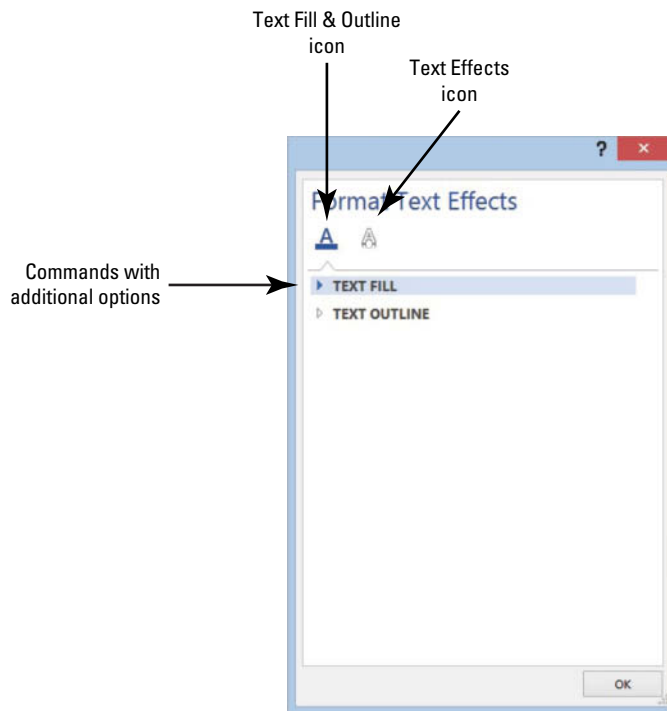 Text Fill & Outline
icon
Text Effects
icon
?
Format Text Effects
A A
Commands with
additional options
TEXT FILL
TEXT OUTLINE
OK